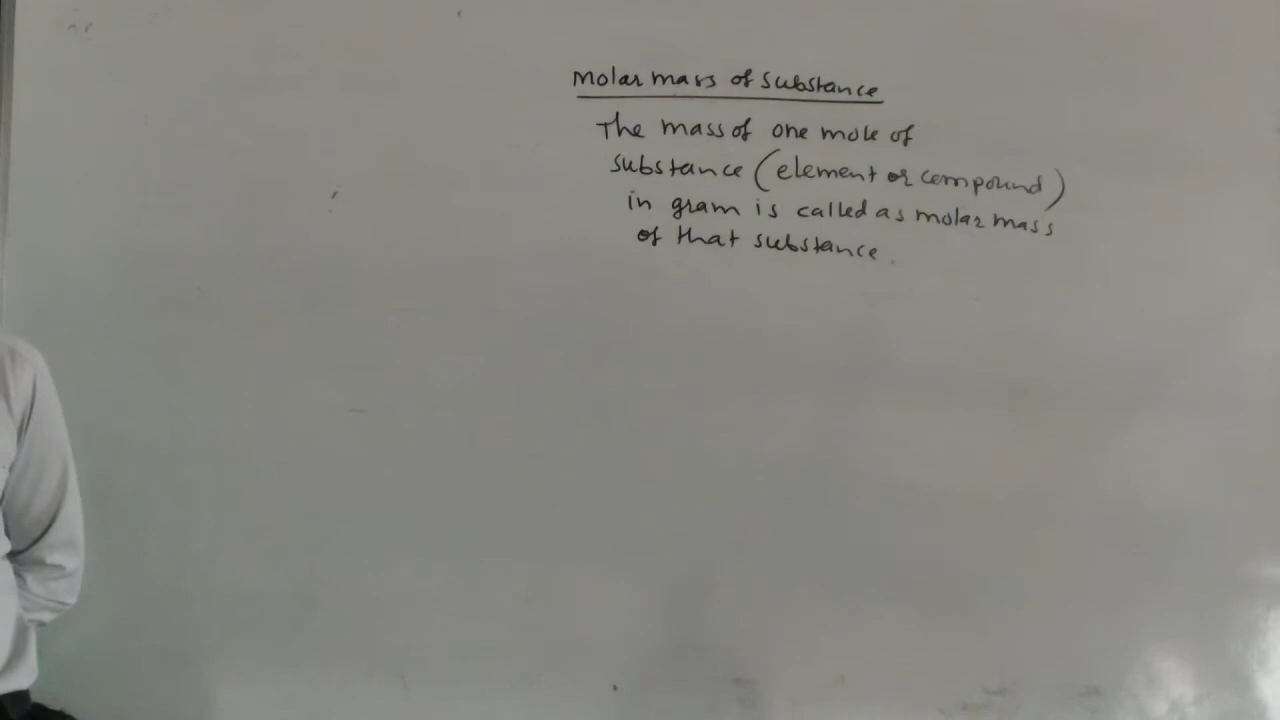 Molar mass of substance
The mass of one mole of
substance (element or compound)
in gram is called as molar mass
of that substance.